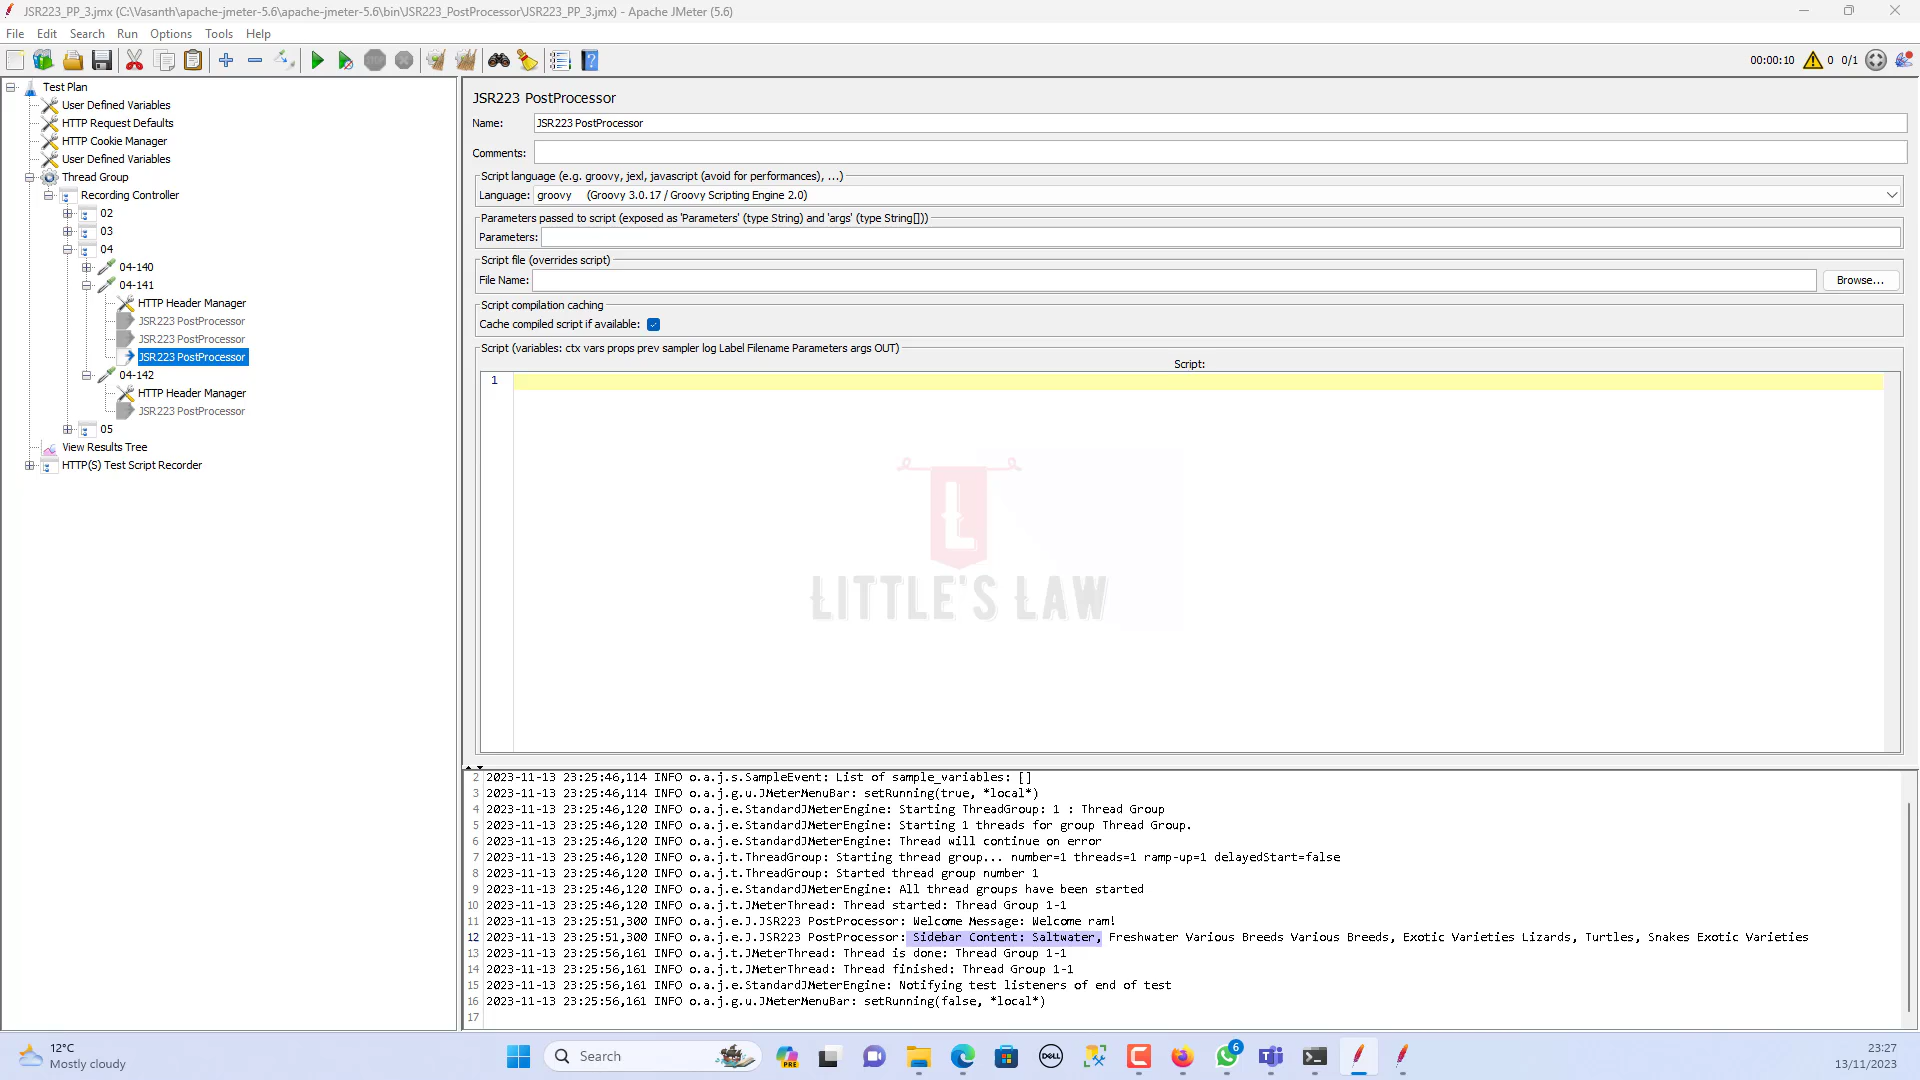 JSR223_PP_3.jmx (C:\Vasanth\apache-jmeter-5.6\apache-jmeter-5.6\bin\JSR223_PostProcessor\JSR223_PP_3.jmx) - Apache JMeter (5.6)
File Edit Search Run Options Tools Help
00:00:10 0 0/1
Test Plan
User Defined Variables
HTTP Request Defaults
HTTP Cookie Manager
User Defined Variables
Thread Group
Recording Controller
02
03
04
04-140
04-141
HTTP Header Manager
JSR223 PostProcessor
JSR223 PostProcessor
JSR223 PostProcessor
04-142
HTTP Header Manager
JSR223 PostProcessor
05
View Results Tree
HTTP(S) Test Script Recorder
JSR223 PostProcessor
Name: JSR223 PostProcessor
Comments:
Script language (e.g. groovy, jexl, javascript (avoid for performances), ...)
Language: groovy (Groovy 3.0.17 / Groovy Scripting Engine 2.0)
Parameters passed to script (exposed as 'Parameters' (type String) and 'args' (type String[]))
Parameters:
Script file (overrides script)
File Name: Browse...
Script compilation caching
Cache compiled script if available:
Script (variables: ctx vars props prev sampler log Label Filename Parameters args OUT)
Script:
1
LITTLE'S LAW
2 2023-11-13 23:25:46,114 INFO o.a.j.s.SampleEvent: List of sample_variables: []
3 2023-11-13 23:25:46,114 INFO o.a.j.g.u.JMeterMenuBar: setRunning(true, *local*)
4 2023-11-13 23:25:46,120 INFO o.a.j.e.StandardJMeterEngine: Starting ThreadGroup: 1 : Thread Group
5 2023-11-13 23:25:46,120 INFO o.a.j.e.StandardJMeterEngine: Starting 1 threads for group Thread Group.
6 2023-11-13 23:25:46,120 INFO o.a.j.e.StandardJMeterEngine: Thread will continue on error
7 2023-11-13 23:25:46,120 INFO o.a.j.t.ThreadGroup: Starting thread group... number=1 threads=1 ramp-up=1 delayedStart=false
8 2023-11-13 23:25:46,120 INFO o.a.j.t.ThreadGroup: Started thread group number 1
9 2023-11-13 23:25:46,120 INFO o.a.j.e.StandardJMeterEngine: All thread groups have been started
10 2023-11-13 23:25:46,120 INFO o.a.j.t.JMeterThread: Thread started: Thread Group 1-1
11 2023-11-13 23:25:51,300 INFO o.a.j.e.J.JSR223 PostProcessor: Welcome Message: Welcome ram!
12 2023-11-13 23:25:51,300 INFO o.a.j.e.J.JSR223 PostProcessor: Sidebar Content: Saltwater, Freshwater Various Breeds Various Breeds, Exotic Varieties Lizards, Turtles, Snakes Exotic Varieties
13 2023-11-13 23:25:56,161 INFO o.a.j.t.JMeterThread: Thread is done: Thread Group 1-1
14 2023-11-13 23:25:56,161 INFO o.a.j.t.JMeterThread: Thread finished: Thread Group 1-1
15 2023-11-13 23:25:56,161 INFO o.a.j.e.StandardJMeterEngine: Notifying test listeners of end of test
16 2023-11-13 23:25:56,161 INFO o.a.j.g.u.JMeterMenuBar: setRunning(false, *local*)
17
12°C
Mostly cloudy
Search
PRE
DELL
6
23:27
13/11/2023